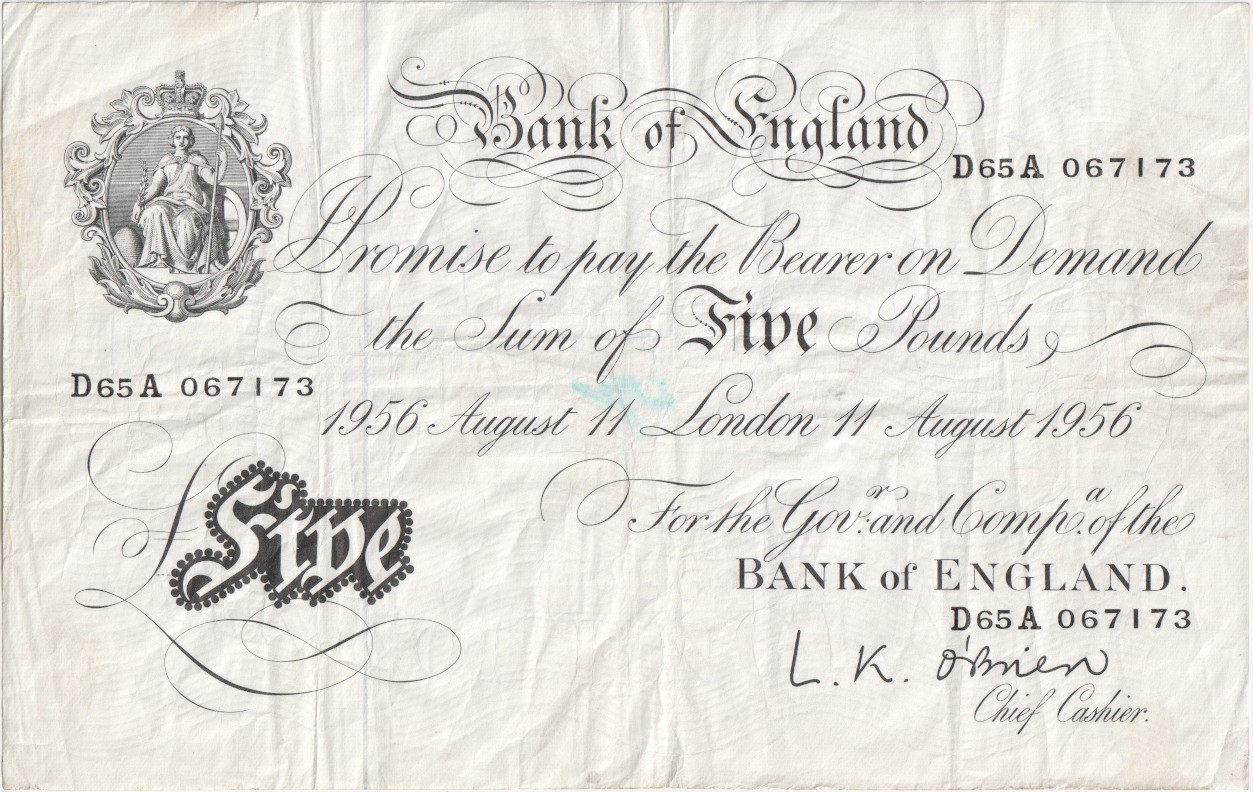 Bank of England
D65A 067173
I Promise to pay the Bearer on Demand
the Sum of Five Pounds
D65A 067173
1956 August 11 London 11 August 1956
For the Govr. and Compa. of the
BANK of ENGLAND.
£Five
D65A 067173
L. K. O'Brien
Chief Cashier.